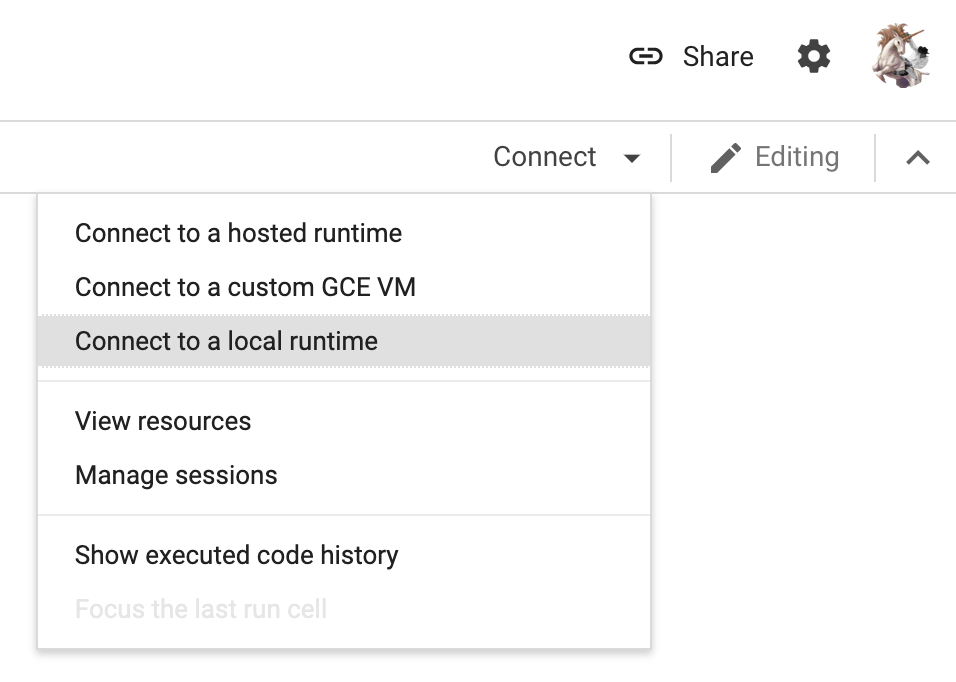 Share
Connect
Editing
Connect to a hosted runtime
Connect to a custom GCE VM
Connect to a local runtime
View resources
Manage sessions
Show executed code history
Focus the last run cell